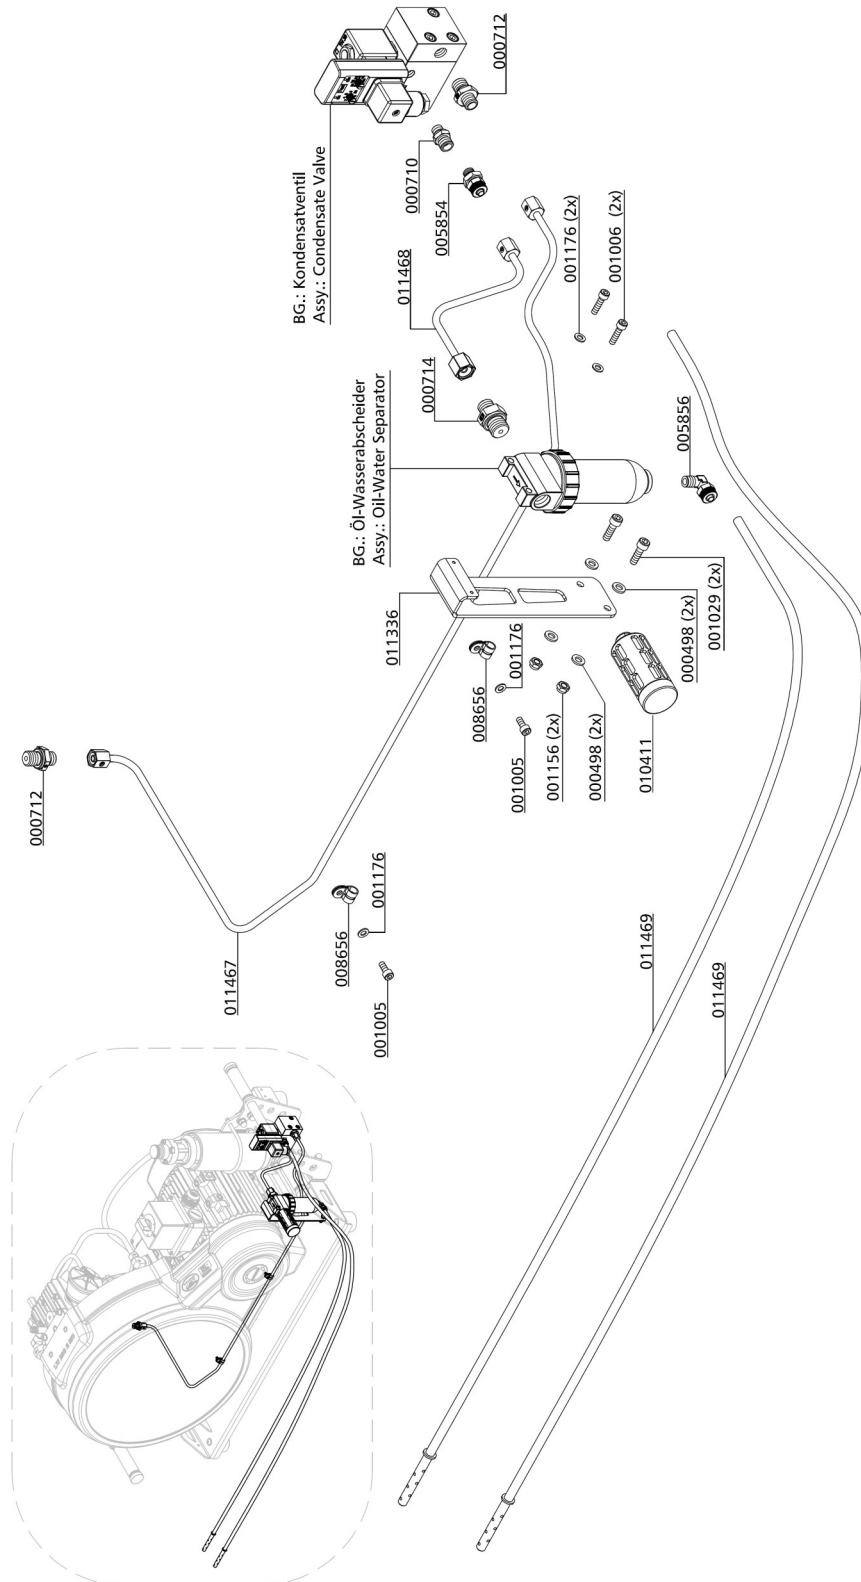 BG.: Kondensatventil
Assy.: Condensate Valve
000712
000710
005854
011468
001176 (2x)
001006 (2x)
000714
BG.: Öl-Wasserabscheider
Assy.: Oil-Water Separator
005856
011336
008656
001176
001005
001156 (2x)
000498 (2x)
010411
000498 (2x)
001029 (2x)
000712
011467
008656
001176
001005
011469
011469